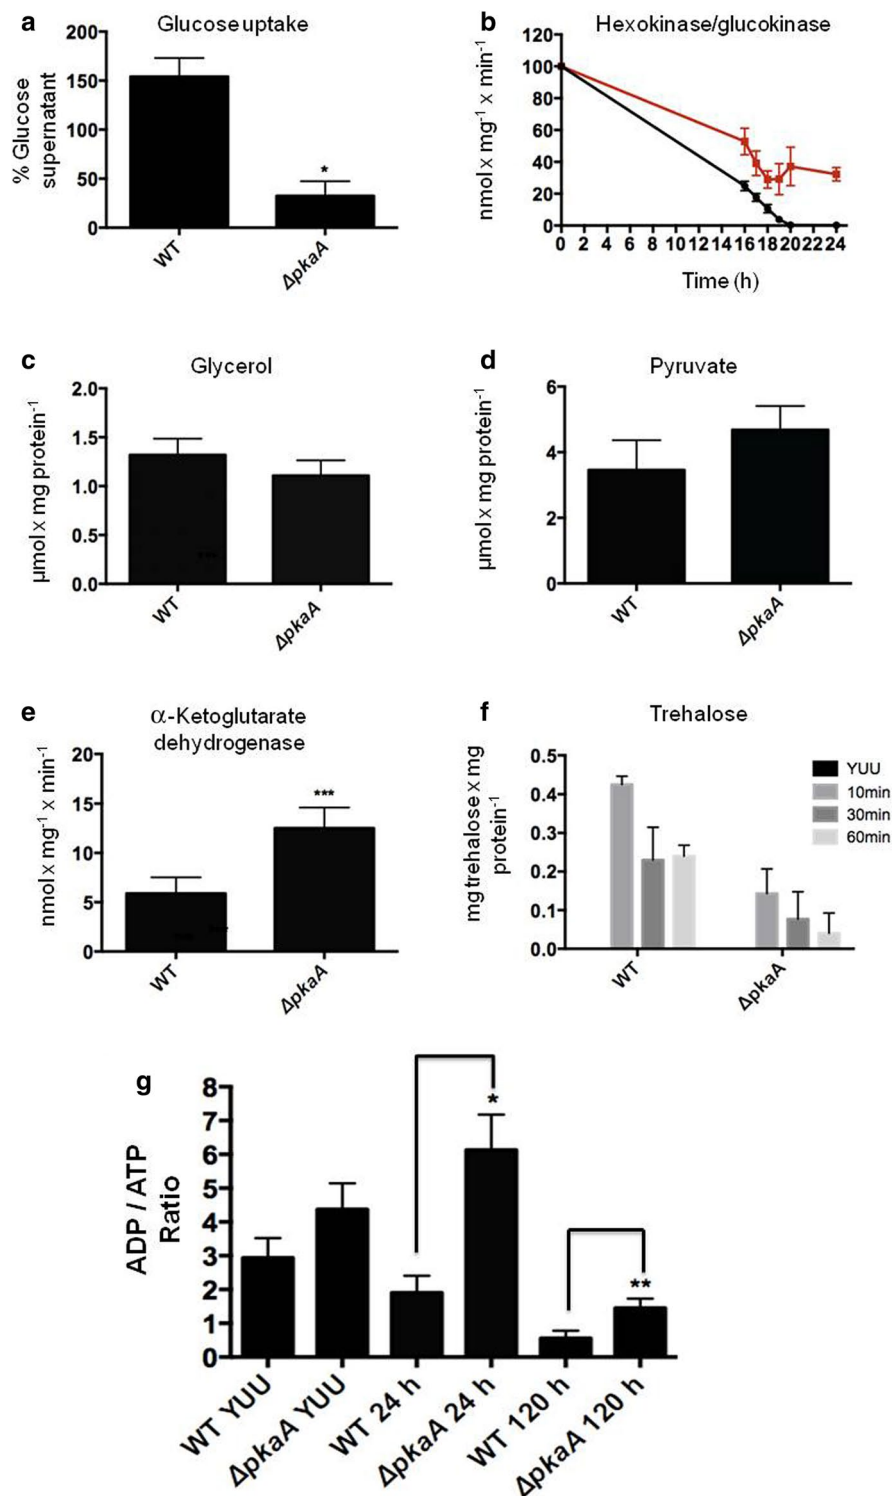 a
Glucose uptake
% Glucose
supernatant
200
150
100
50
0
*
WT
ΔpkaA
b
Hexokinase/glucokinase
nmol x mg⁻¹ x min⁻¹
120
100
80
60
40
20
0
0 2 4 6 8 10 12 14 16 18 20 22 24
Time (h)
c
Glycerol
µmol x mg protein⁻¹
2.0
1.5
1.0
0.5
0.0
***
WT
ΔpkaA
d
Pyruvate
µmol x mg protein⁻¹
6
4
2
0
WT
ΔpkaA
e
α-Ketoglutarate
dehydrogenase
nmol x mg⁻¹ x min⁻¹
20
15
10
5
0
***
WT
ΔpkaA
f
Trehalose
mg trehalose x mg
protein⁻¹
0.5
0.4
0.3
0.2
0.1
0.0
YUU
10min
30min
60min
WT
ΔpkaA
g
ADP / ATP
Ratio
8
7
6
5
4
3
2
1
0
*
**
WT YUU
ΔpkaA YUU
WT 24 h
ΔpkaA 24 h
WT 120 h
ΔpkaA 120 h